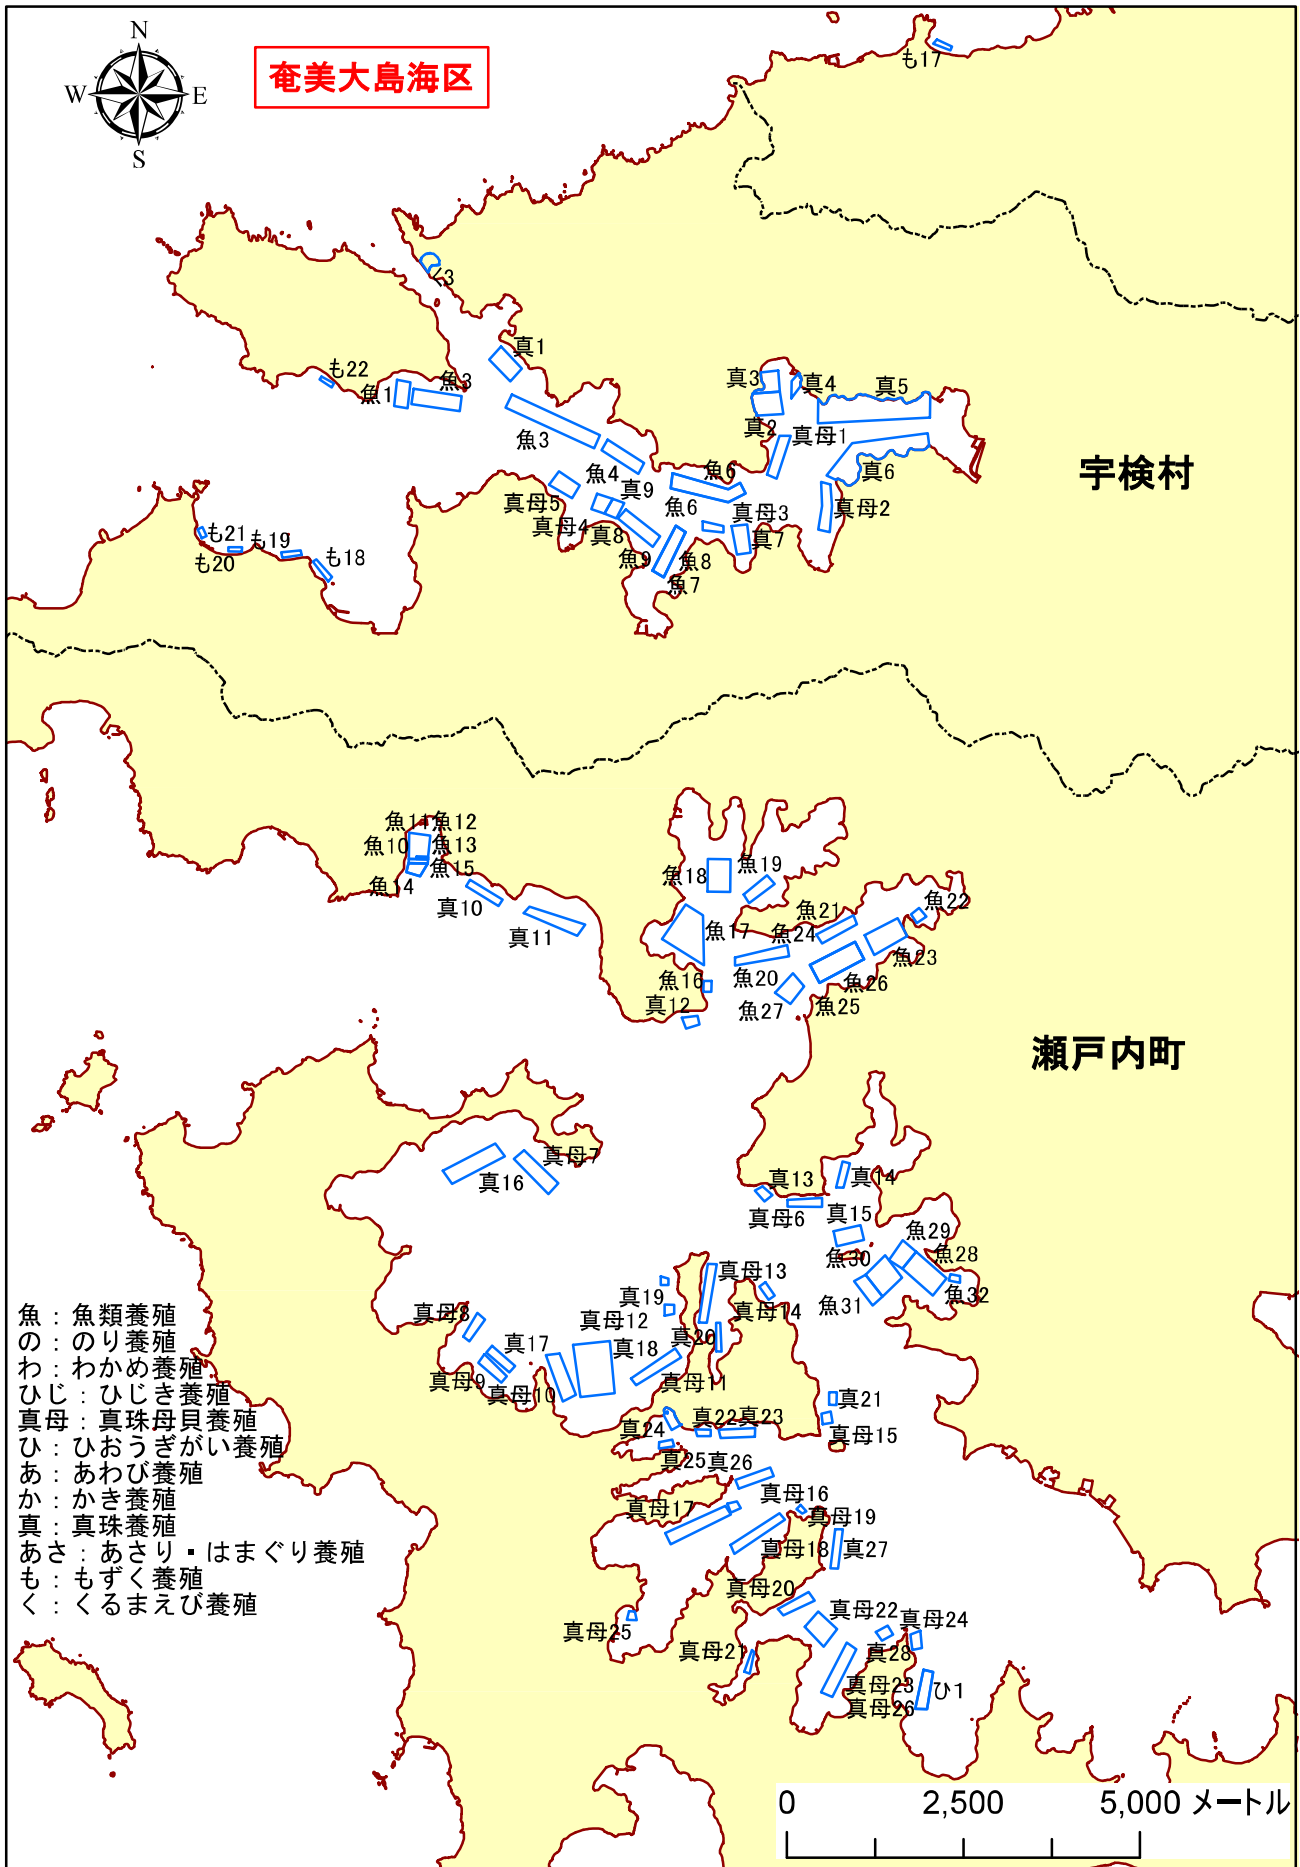 N
W E
S
奄美大島海区
も17
く3
真1
も22
魚1
魚3
魚3
魚4
真3
真4
真5
真2
真母1
真6
宇検村
魚6
魚6
真9
真母5
真母4
真8
真母3
真母2
真7
魚9
魚8
魚7
も21
も19
も20
も18
魚11
魚12
魚10
魚13
魚15
魚14
真10
真11
魚18
魚19
魚17
魚21
魚22
魚24
魚23
魚20
魚26
魚16
真12
魚27
魚25
瀬戸内町
真母7
真16
真13
真14
真母6
真15
魚29
魚30
魚28
魚31
魚32
真母13
真19
真母14
真母8
真母12
真17
真18
真20
真母9
真母10
真母11
真21
真22
真23
真24
真母15
真25
真26
真母16
真母17
真母19
真母18
真27
真母20
真母22
真母24
真母25
真母21
真28
真母23
ひ1
真母26
魚：魚類養殖
の：のり養殖
わ：わかめ養殖
ひじ：ひじき養殖
真母：真珠母貝養殖
ひ：ひおうぎがい養殖
あ：あわび養殖
か：かき養殖
真：真珠養殖
あさ：あさり・はまぐり養殖
も：もずく養殖
く：くるまえび養殖
0 2,500 5,000 メートル